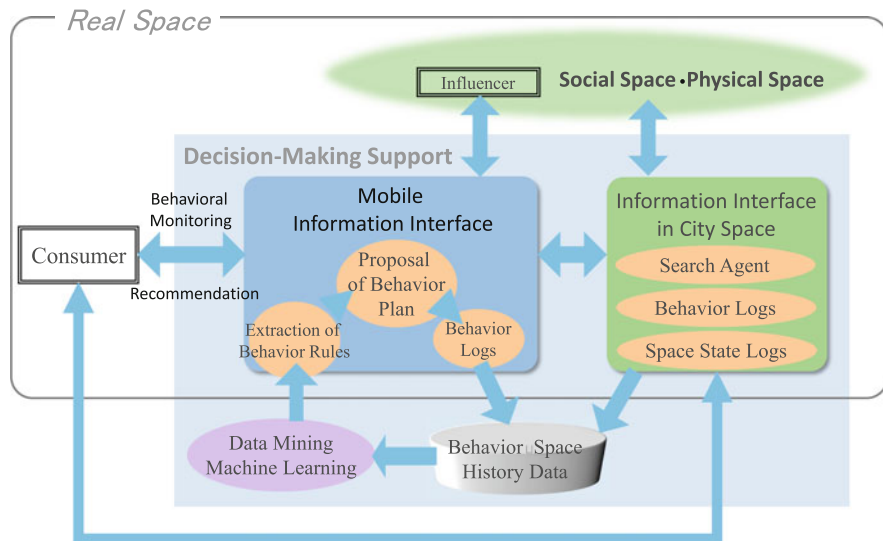 Real Space
Influencer
Social Space・Physical Space
Decision-Making Support
Behavioral
Monitoring
Consumer
Recommendation
Mobile
Information Interface
Proposal
of Behavior
Plan
Extraction of
Behavior Rules
Behavior
Logs
Information Interface
in City Space
Search Agent
Behavior Logs
Space State Logs
Data Mining
Machine Learning
Behavior Space
History Data